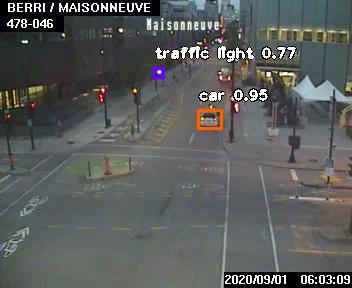 BERRI / MAISONNEUVE
478-046
Maisonneuve
traffic light 0.77
car 0.95
2020/09/01 06:03:09